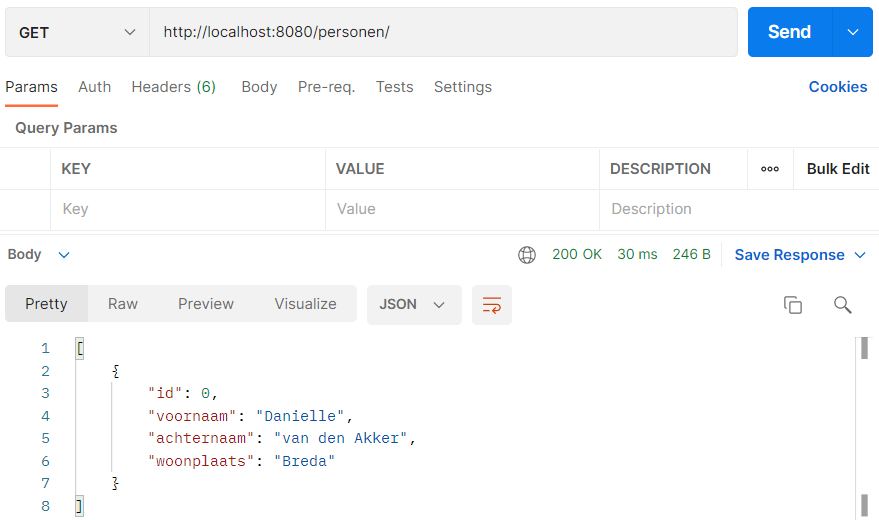 GET http://localhost:8080/personen/ Send
Params Auth Headers (6) Body Pre-req. Tests Settings Cookies
Query Params
KEY VALUE DESCRIPTION ooo Bulk Edit
Key Value Description
Body 200 OK 30 ms 246 B Save Response
Pretty Raw Preview Visualize JSON
1 [
2 {
3 "id": 0,
4 "voornaam": "Danielle",
5 "achternaam": "van den Akker",
6 "woonplaats": "Breda"
7 }
8 ]